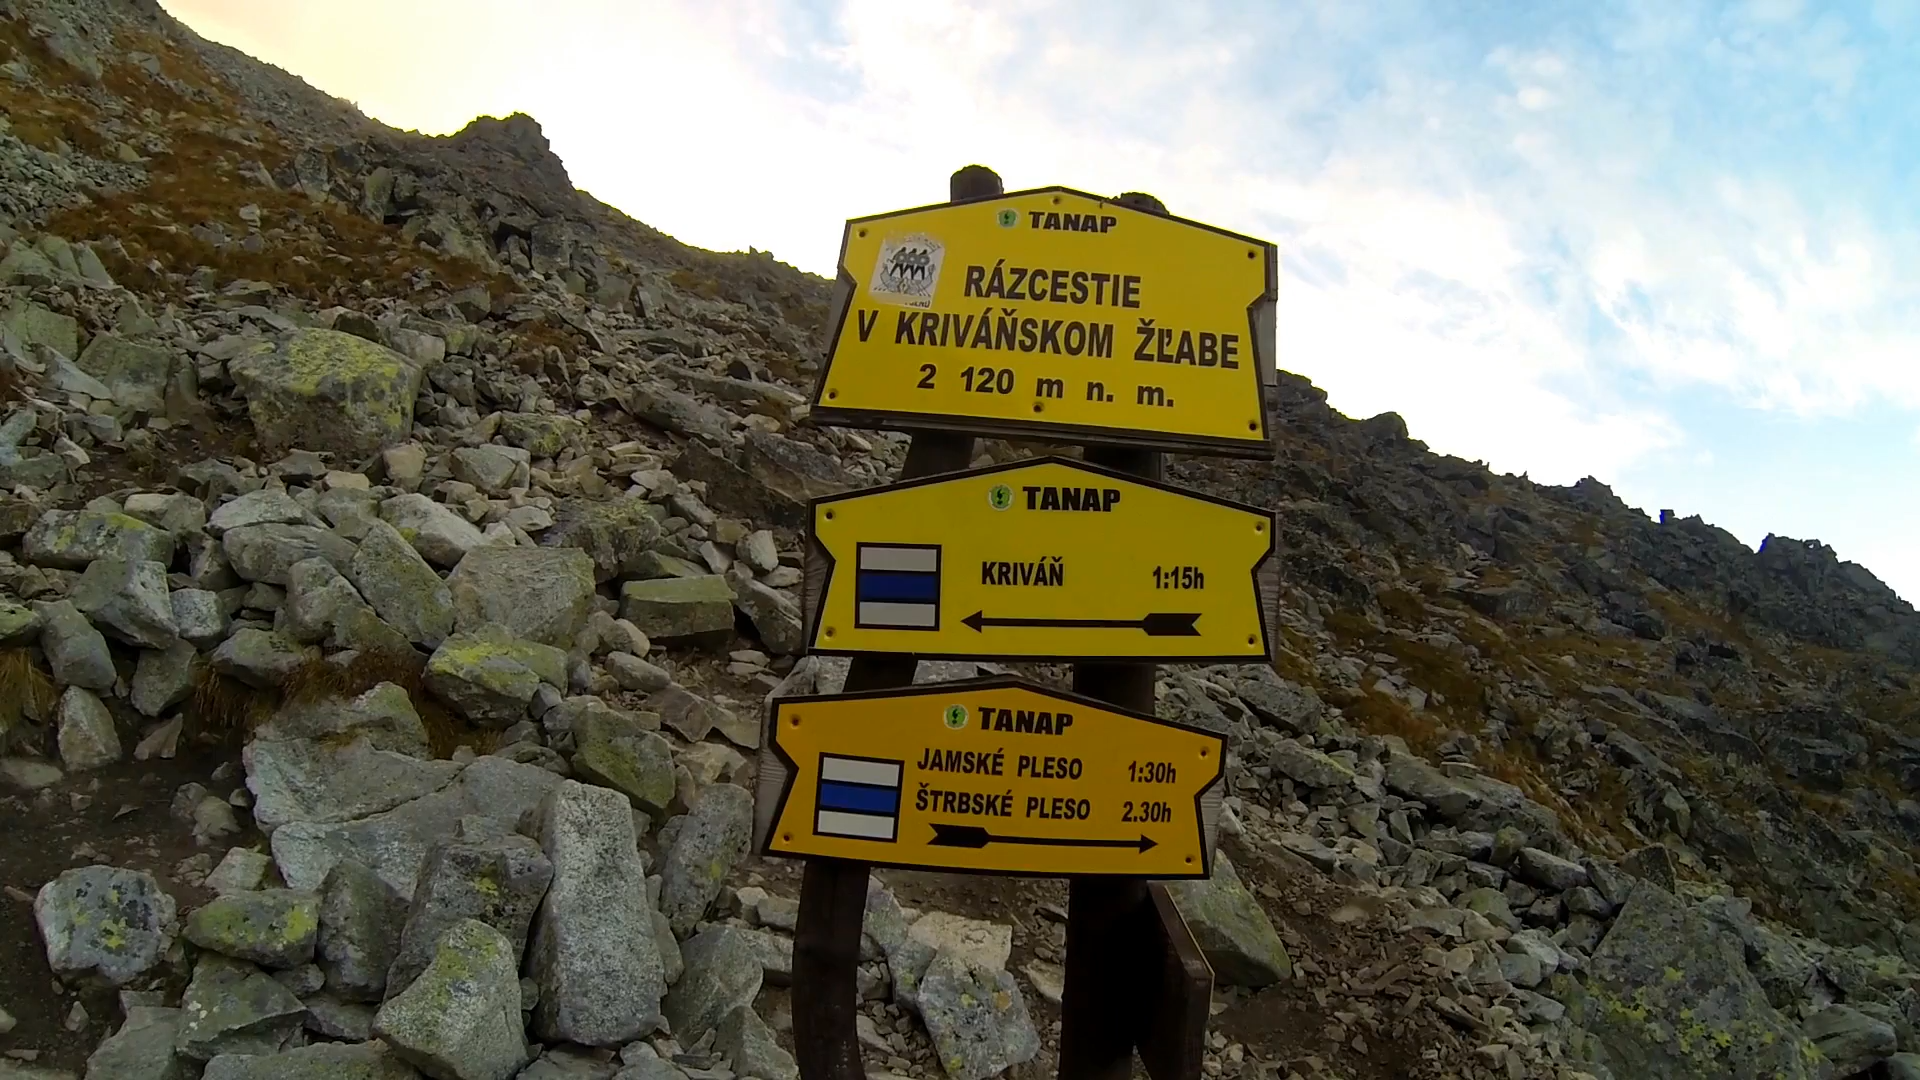 TANAP
RÁZCESTIE
V KRIVÁŇSKOM ŽĽABE
2 120 m n. m.
TANAP
KRIVÁŇ 1:15h
TANAP
JAMSKÉ PLESO 1:30h
ŠTRBSKÉ PLESO 2.30h